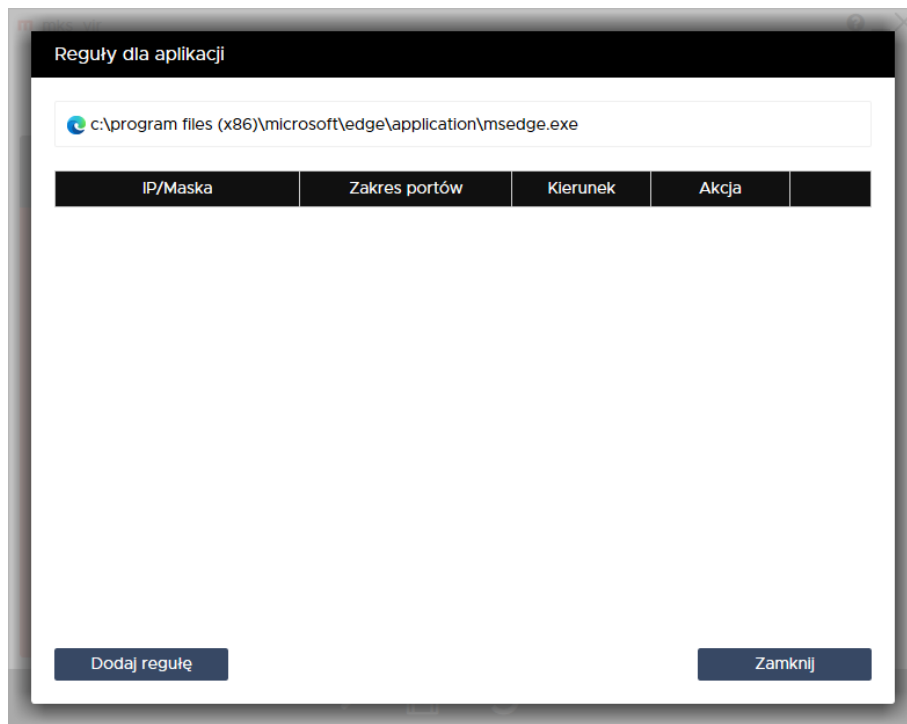 mks_vir
Reguły dla aplikacji
c:\program files (x86)\microsoft\edge\application\msedge.exe
IP/Maska Zakres portów Kierunek Akcja
Dodaj regułę Zamknij